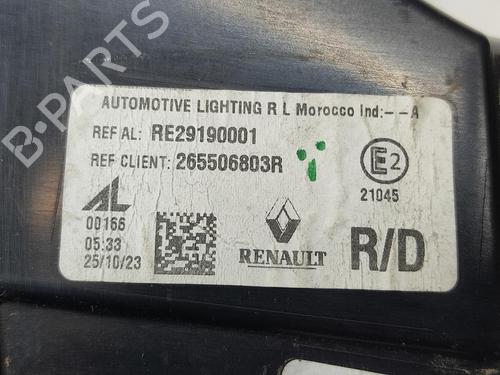 AUTOMOTIVE LIGHTING R L Morocco Ind:--A
REF AL: RE29190001
REF CLIENT: 265506803R
E2
21045
AL
00166
05:33
25/10/23
RENAULT
R/D
B-PARTS
B-PARTS